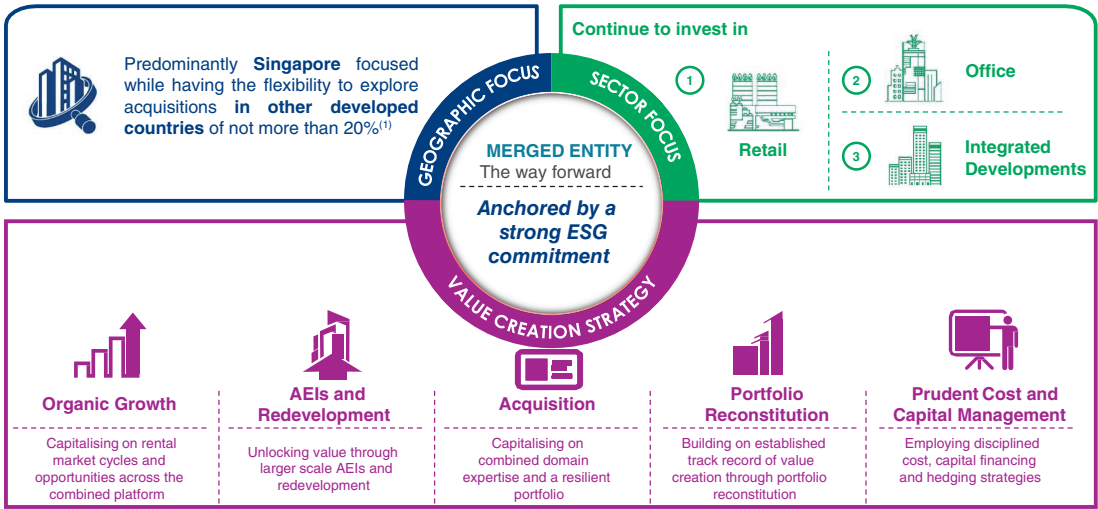 Predominantly Singapore focused
while having the flexibility to explore
acquisitions in other developed
countries of not more than 20%(1)
GEOGRAPHIC FOCUS
SECTOR FOCUS
Continue to invest in
1
Retail
2
Office
3
Integrated
Developments
MERGED ENTITY
The way forward
Anchored by a
strong ESG
commitment
VALUE CREATION STRATEGY
Organic Growth
Capitalising on rental
market cycles and
opportunities across the
combined platform
AEIs and
Redevelopment
Unlocking value through
larger scale AEIs and
redevelopment
Acquisition
Capitalising on
combined domain
expertise and a resilient
portfolio
Portfolio
Reconstitution
Building on established
track record of value
creation through portfolio
reconstitution
Prudent Cost and
Capital Management
Employing disciplined
cost, capital financing
and hedging strategies